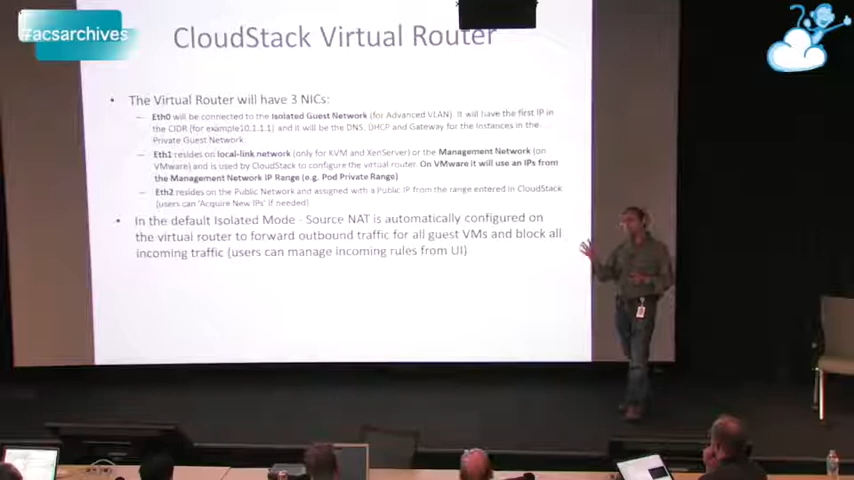 #acsarchives
CloudStack Virtual Router
• The Virtual Router will have 3 NICs:
– Eth0 will be connected to the Isolated Guest Network (for Advanced VLAN). It will have the first IP in
the CIDR (for example10.1.1.1) and it will be the DNS, DHCP and Gateway for the Instances in the
Private Guest Network.
– Eth1 resides on local-link network (only for KVM and XenServer) or the Management Network (on
VMware) and is used by CloudStack to configure the virtual router. On VMware it will use an IPs from
the Management Network IP Range (e.g. Pod Private Range)
– Eth2 resides on the Public Network and assigned with a Public IP from the range entered in CloudStack
(users can 'Acquire New IPs' if needed)
• In the default Isolated Mode - Source NAT is automatically configured on
the virtual router to forward outbound traffic for all guest VMs and block all
incoming traffic (users can manage incoming rules from UI)